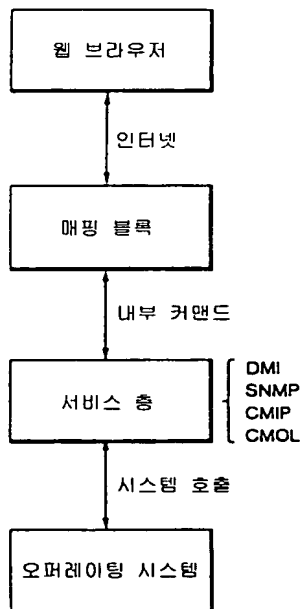 웹 브라우저
인터넷
매핑 블록
내부 커맨드
서비스 층
DMI
SNMP
CMIP
CMOL
시스템 호출
오퍼레이팅 시스템